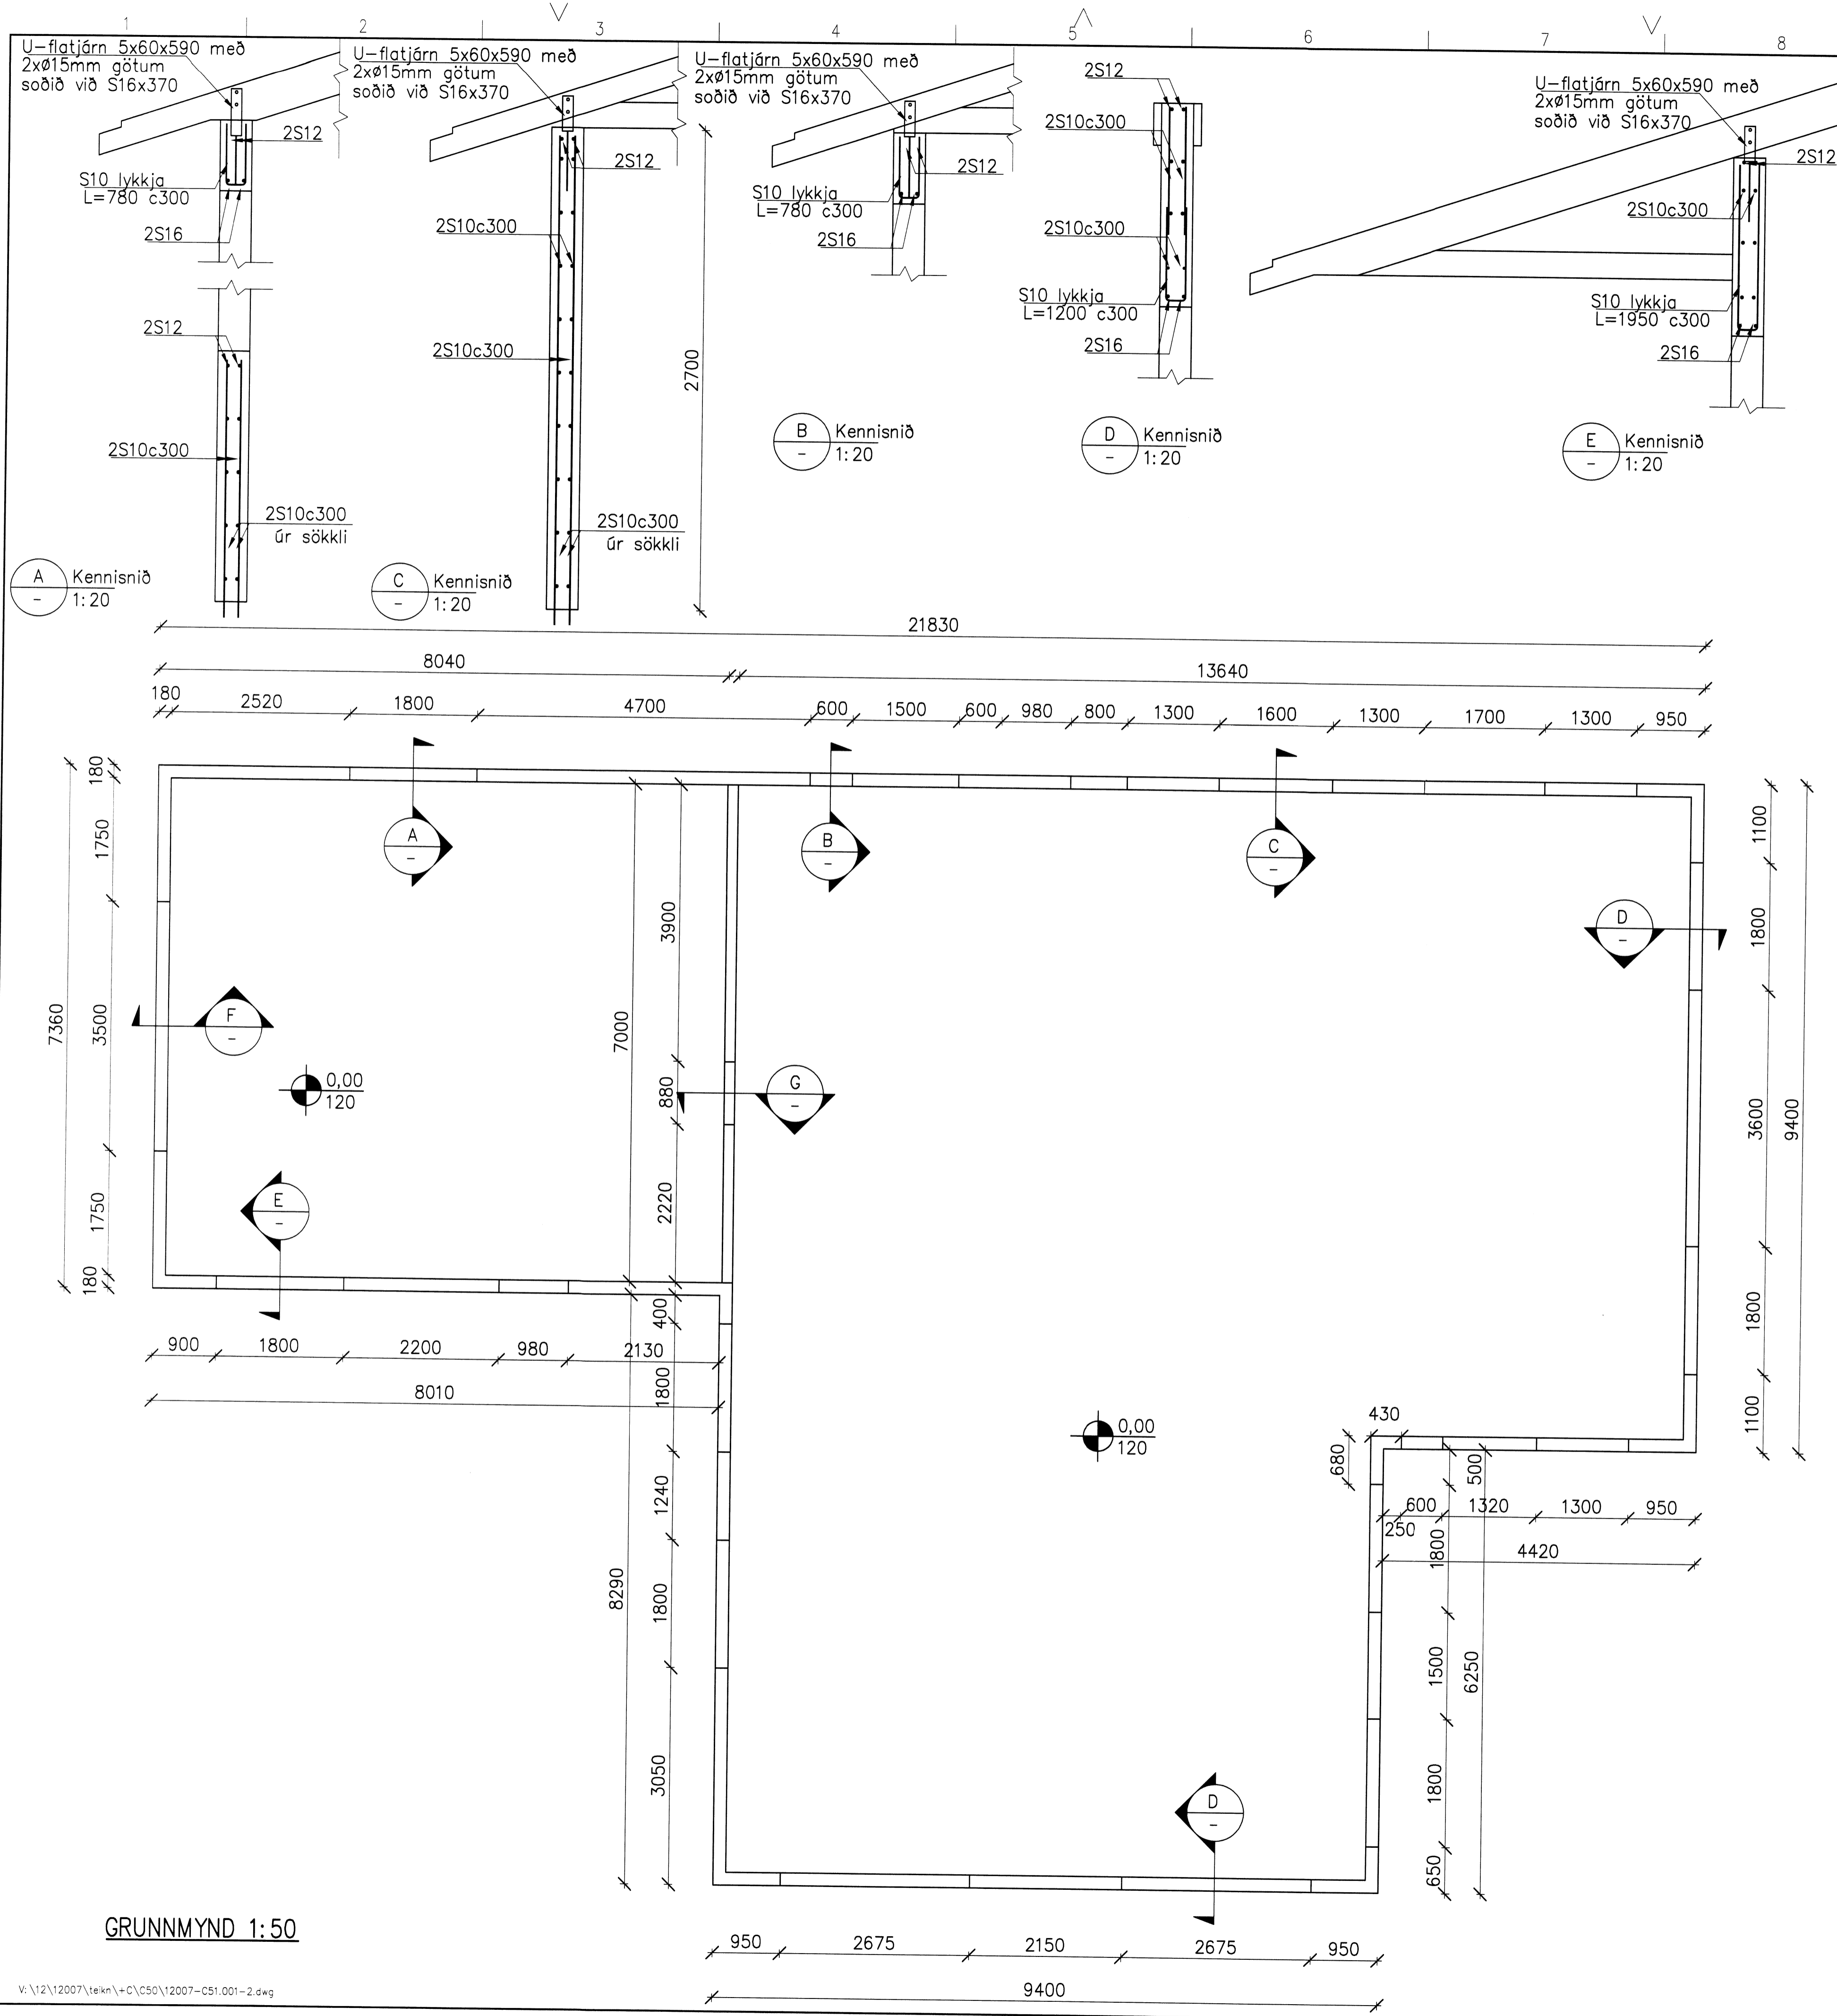 1 2 3 4 5 6 7 8
U-flatjárn 5x60x590 með
2xø15mm götum
soðið við S16x370
2S12
S10 lykkja
L=780 c300
2S16
2S12
2S10c300
2S10c300
úr sökkli
A Kennisnið
- 1:20
U-flatjárn 5x60x590 með
2xø15mm götum
soðið við S16x370
2S12
2S10c300
2S10c300
2S10c300
úr sökkli
2700
C Kennisnið
- 1:20
U-flatjárn 5x60x590 með
2xø15mm götum
soðið við S16x370
2S12
S10 lykkja
L=780 c300
2S16
B Kennisnið
- 1:20
2S12
2S10c300
2S10c300
S10 lykkja
L=1200 c300
2S16
D Kennisnið
- 1:20
U-flatjárn 5x60x590 með
2xø15mm götum
soðið við S16x370
2S12
2S10c300
S10 lykkja
L=1950 c300
2S16
E Kennisnið
- 1:20
21830
8040 13640
180 2520 1800 4700 600 1500 600 980 800 1300 1600 1300 1700 1300 950
7360
180
1750
3500
1750
180
A
-
B
-
C
-
D
-
F
-
G
-
E
-
0,00
120
7000
3900
880
2220
1100
1800
3600
1800
1100
9400
900 1800 2200 980 2130
8010
400
1800
1240
1800
3050
8290
0,00
120
430
680
500
600 1320 1300 950
250
4420
1800
1500
1800
650
6250
D
-
950 2675 2150 2675 950
9400
GRUNNMYND 1:50
V:\12\12007\teikn\+C\C50\12007-C51.001-2.dwg